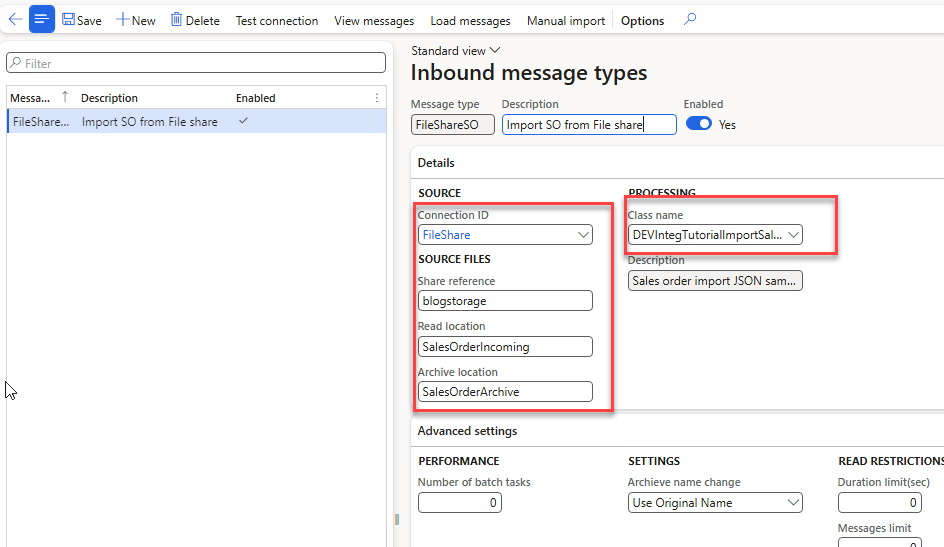 Save New Delete Test connection View messages Load messages Manual import Options
Filter
Messa... Description Enabled
FileShare... Import SO from File share
Standard view
Inbound message types
Message type Description Enabled
FileShareSO Import SO from File share Yes
Details
SOURCE PROCESSING
Connection ID Class name
FileShare DEVIntegTutorialImportSal...
SOURCE FILES Description
Share reference Sales order import JSON sam...
blogstorage
Read location
SalesOrderIncoming
Archive location
SalesOrderArchive
Advanced settings
PERFORMANCE SETTINGS READ RESTRICTIONS
Number of batch tasks Archieve name change Duration limit(sec)
0 Use Original Name 0
Messages limit
0